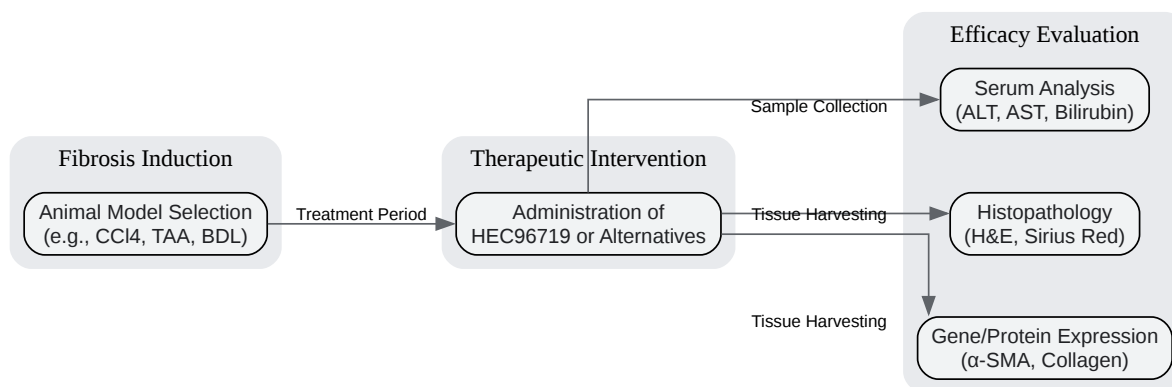 Efficacy Evaluation
Serum Analysis
(ALT, AST, Bilirubin)
Sample Collection
Fibrosis Induction
Therapeutic Intervention
Animal Model Selection
(e.g., CCl4, TAA, BDL)
Treatment Period
Administration of
HEC96719 or Alternatives
Tissue Harvesting
Histopathology
(H&E, Sirius Red)
Tissue Harvesting
Gene/Protein Expression
(α-SMA, Collagen)